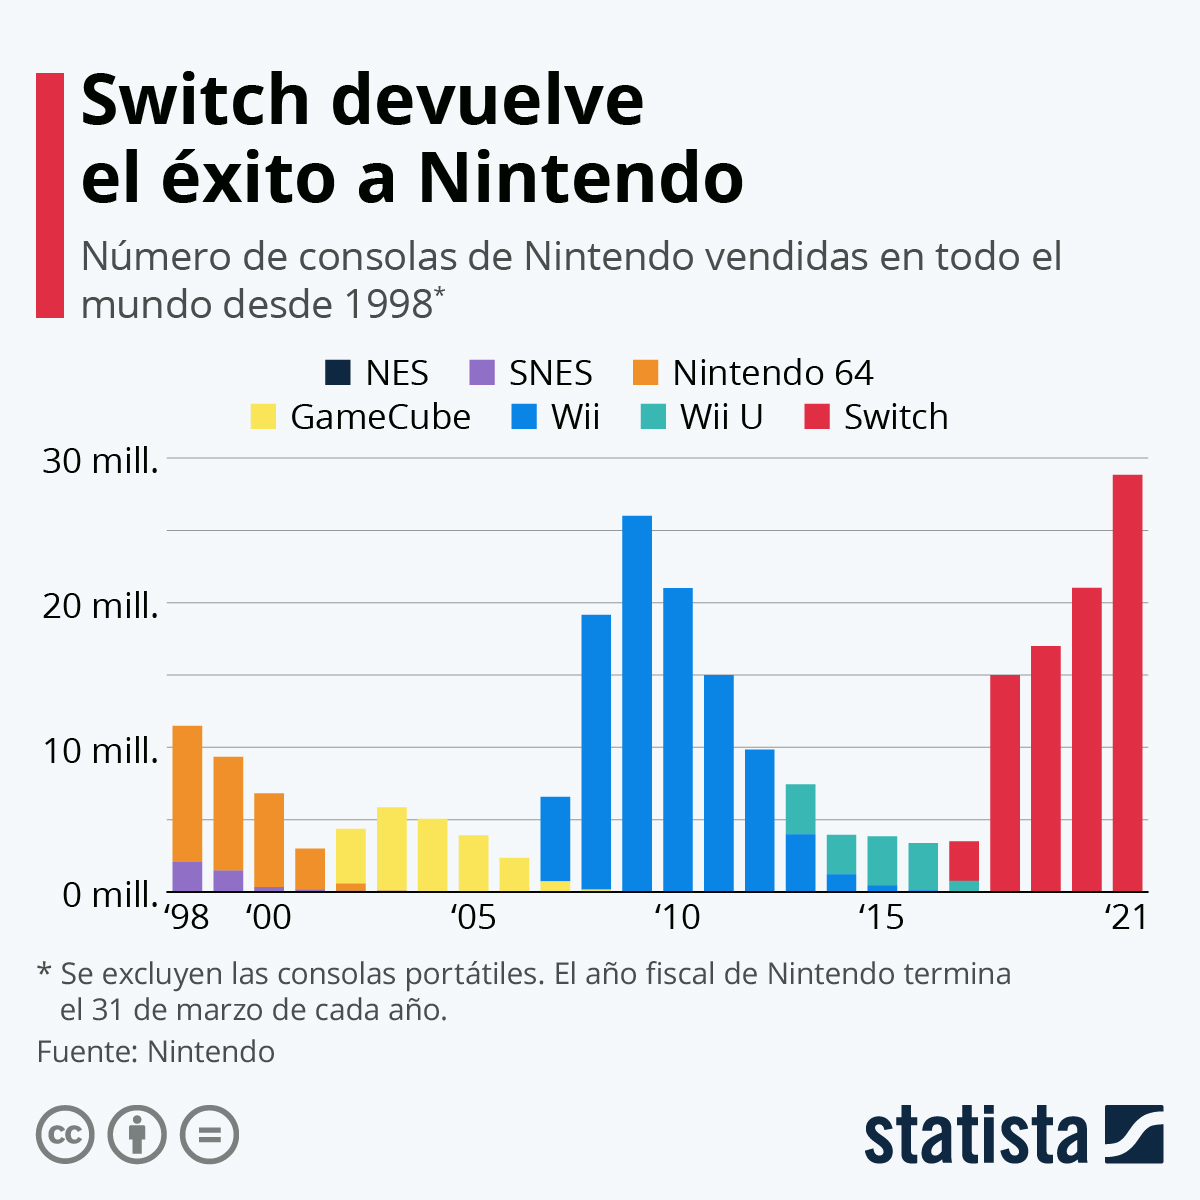 Switch devuelve
el éxito a Nintendo
Número de consolas de Nintendo vendidas en todo el
mundo desde 1998*
NES SNES Nintendo 64
GameCube Wii Wii U Switch
30 mill.
20 mill.
10 mill.
0 mill.
‘98 ‘00 ‘05 ‘10 ‘15 ‘21
* Se excluyen las consolas portátiles. El año fiscal de Nintendo termina
el 31 de marzo de cada año.
Fuente: Nintendo
cc
statista